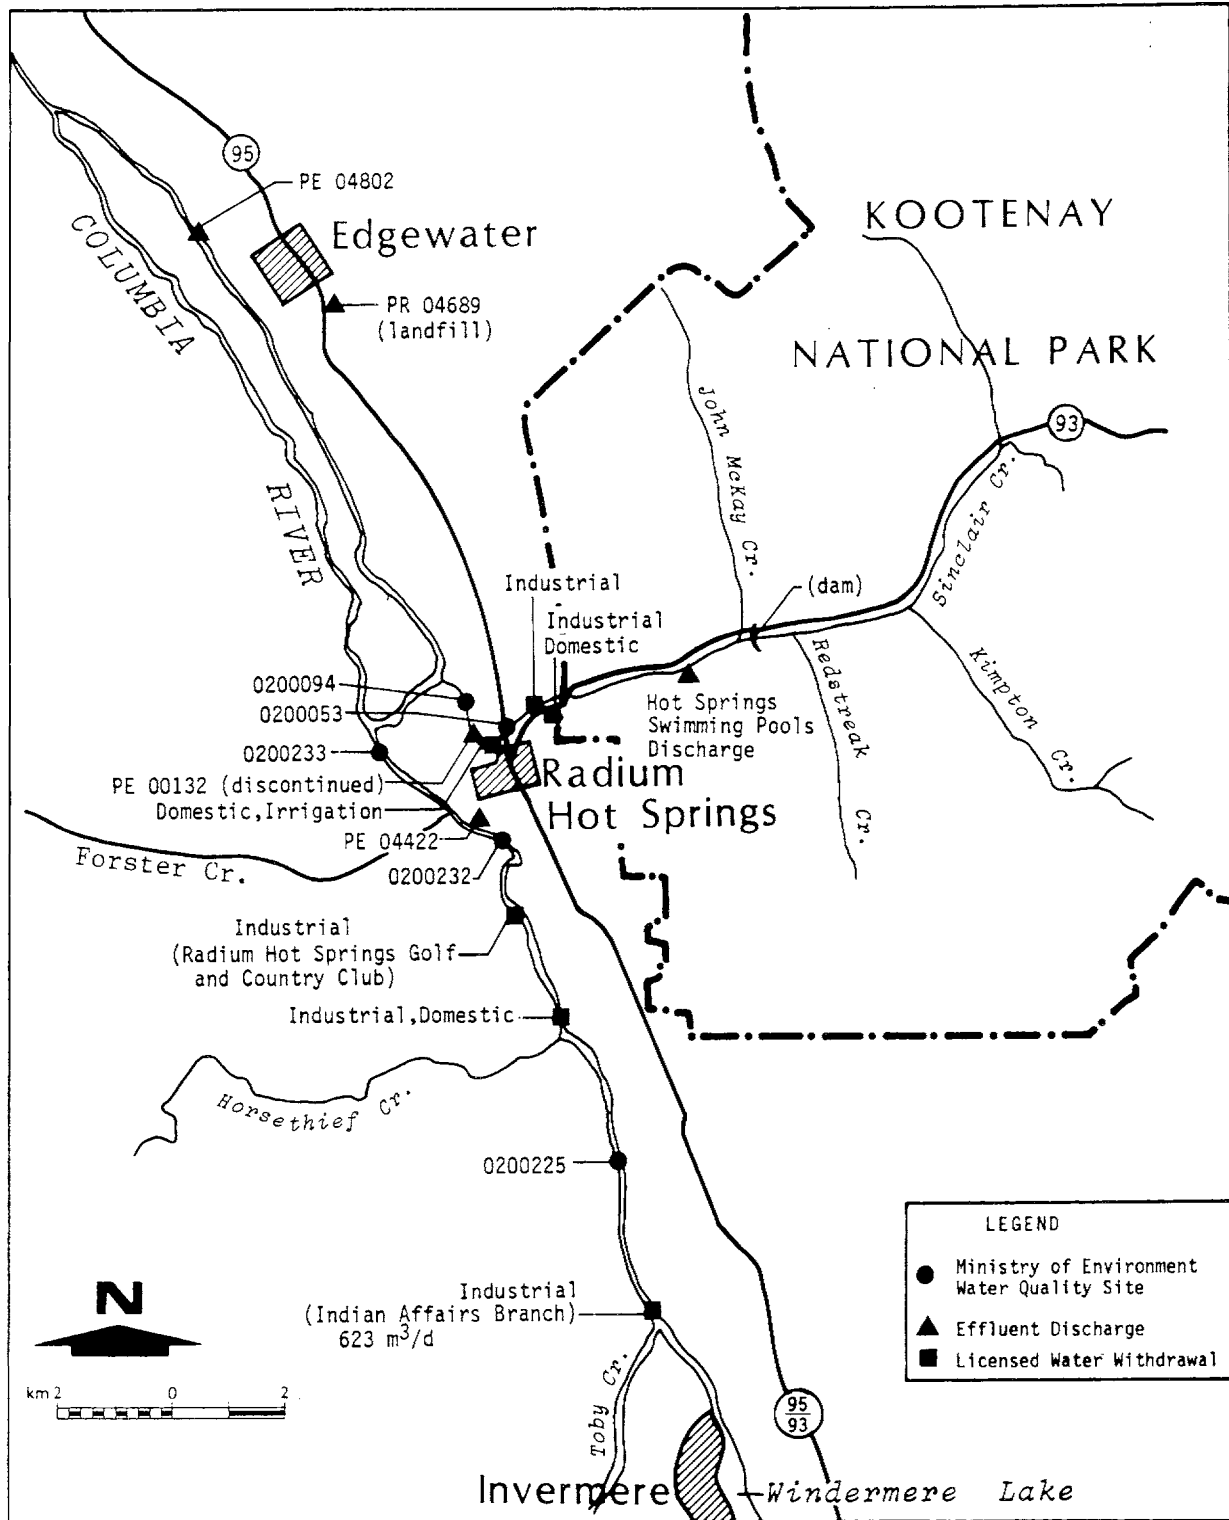 95
PE 04802
Edgewater
PR 04689
(landfill)
COLUMBIA
RIVER
KOOTENAY
NATIONAL PARK
93
John McKay Cr.
Sinclair Cr.
(dam)
Industrial
Industrial
Domestic
Redstreak Cr.
Kimpton Cr.
Hot Springs
Swimming Pools
Discharge
0200094
0200053
0200233
PE 00132 (discontinued)
Domestic,Irrigation
PE 04422
0200232
Radium
Hot Springs
Forster Cr.
Industrial
(Radium Hot Springs Golf
and Country Club)
Industrial,Domestic
Horsethief Cr.
0200225
Industrial
(Indian Affairs Branch)
623 m³/d
Toby Cr.
95
93
Invermere
Windermere Lake
N
km 2 0 2
LEGEND
Ministry of Environment
Water Quality Site
Effluent Discharge
Licensed Water Withdrawal